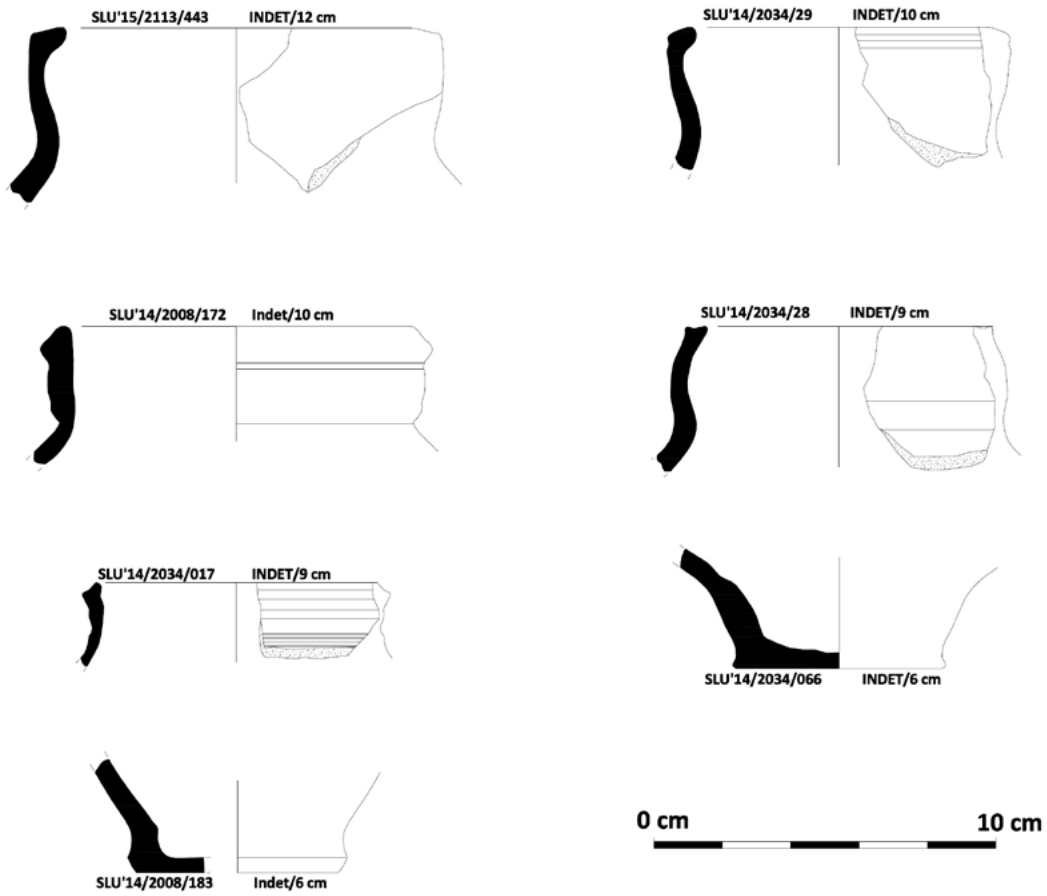 SLU'15/2113/443 INDET/12 cm
SLU'14/2034/29 INDET/10 cm
SLU'14/2008/172 Indet/10 cm
SLU'14/2034/28 INDET/9 cm
SLU'14/2034/017 INDET/9 cm
SLU'14/2034/066 INDET/6 cm
SLU'14/2008/183 Indet/6 cm
0 cm 10 cm